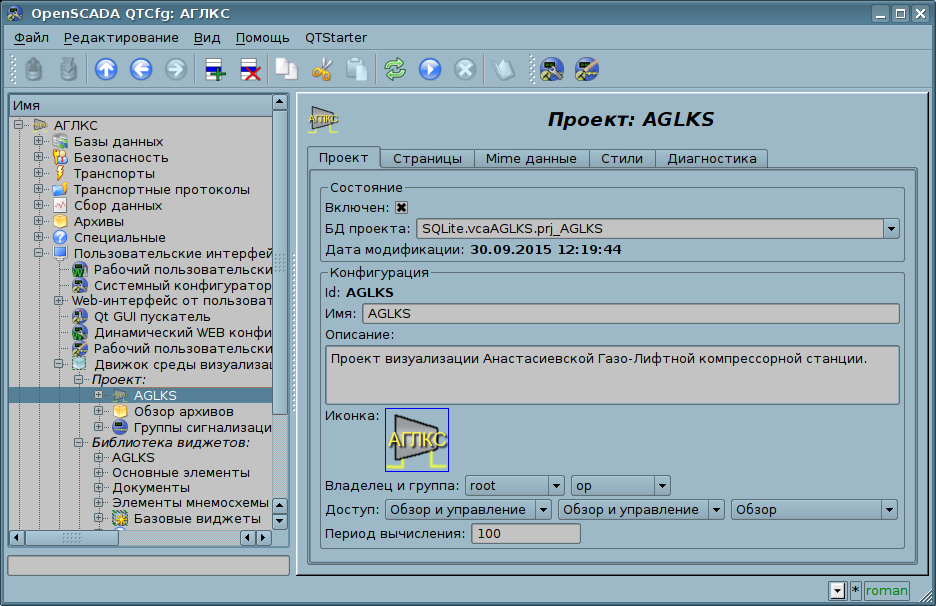 OpenSCADA QTCfg: АГЛКС
Файл Редактирование Вид Помощь QTStarter
Имя
АГЛКС
Базы данных
Безопасность
Транспорты
Транспортные протоколы
Сбор данных
Архивы
Специальные
Пользовательские интерфей
Рабочий пользовательски
Системный конфигуратор
Web-интерфейс от пользоват
Qt GUI пускатель
Динамический WEB конфи
Рабочий пользовательски
Движок среды визуализа
Проект:
AGLKS
Обзор архивов
Группы сигнализаци
Библиотека виджетов:
AGLKS
Основные элементы
Документы
Элементы мнемосхемы
Базовые виджеты
АГЛКС
Проект: AGLKS
Проект Страницы Mime данные Стили Диагностика
Состояние
Включен:
БД проекта: SQLite.vcaAGLKS.prj_AGLKS
Дата модификации: 30.09.2015 12:19:44
Конфигурация
Id: AGLKS
Имя: AGLKS
Описание:
Проект визуализации Анастасиевской Газо-Лифтной компрессорной станции.
Иконка:
АГЛКС
Владелец и группа: root op
Доступ: Обзор и управление Обзор и управление Обзор
Период вычисления: 100
* roman